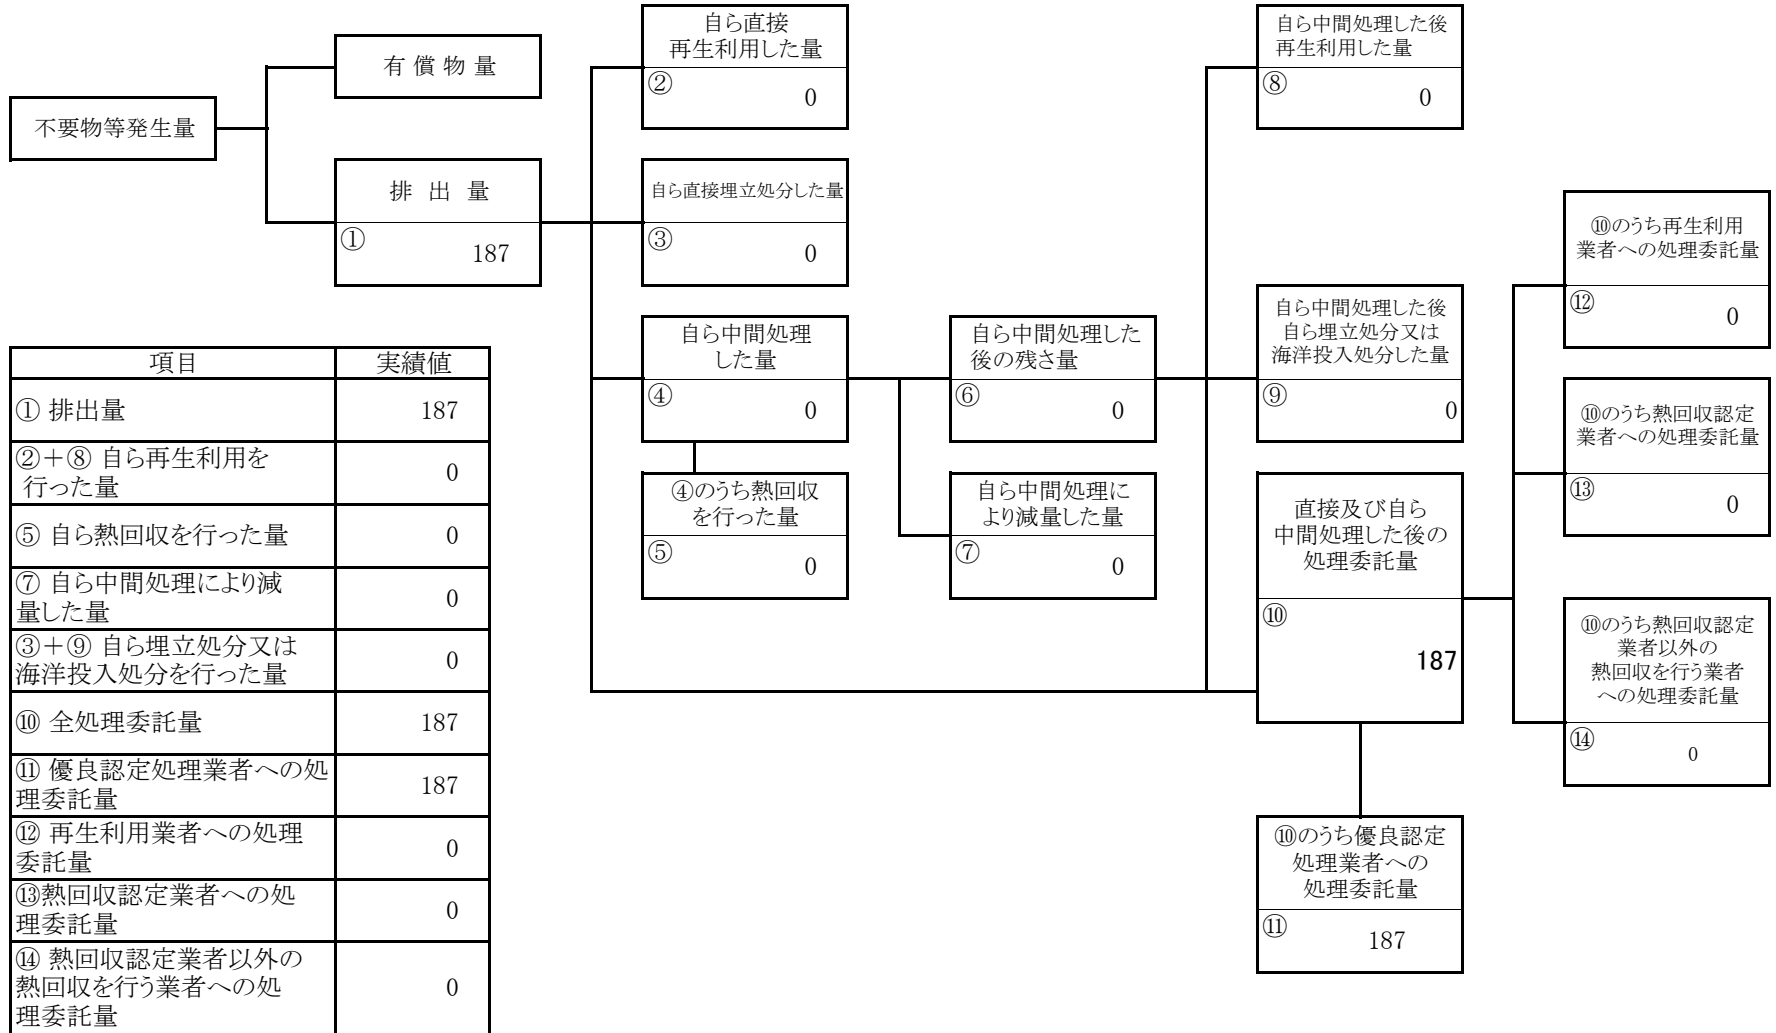 不要物等発生量
有 償 物 量
排 出 量
① 187
自ら直接
再生利用した量
② 0
自ら直接埋立処分した量
③ 0
自ら中間処理
した量
④ 0
④のうち熱回収
を行った量
⑤ 0
自ら中間処理した
後の残さ量
⑥ 0
自ら中間処理に
より減量した量
⑦ 0
自ら中間処理した後
再生利用した量
⑧ 0
自ら中間処理した後
自ら埋立処分又は
海洋投入処分した量
⑨ 0
直接及び自ら
中間処理した後の
処理委託量
⑩
187
⑩のうち優良認定
処理業者への
処理委託量
⑪ 187
⑩のうち再生利用
業者への処理委託量
⑫ 0
⑩のうち熱回収認定
業者への処理委託量
⑬ 0
⑩のうち熱回収認定
業者以外の
熱回収を行う業者
への処理委託量
⑭ 0
項目 実績値
① 排出量 187
②+⑧ 自ら再生利用を
行った量 0
⑤ 自ら熱回収を行った量 0
⑦ 自ら中間処理により減
量した量 0
③+⑨ 自ら埋立処分又は
海洋投入処分を行った量 0
⑩ 全処理委託量 187
⑪ 優良認定処理業者への処
理委託量 187
⑫ 再生利用業者への処理
委託量 0
⑬熱回収認定業者への処
理委託量 0
⑭ 熱回収認定業者以外の
熱回収を行う業者への処 0
理委託量